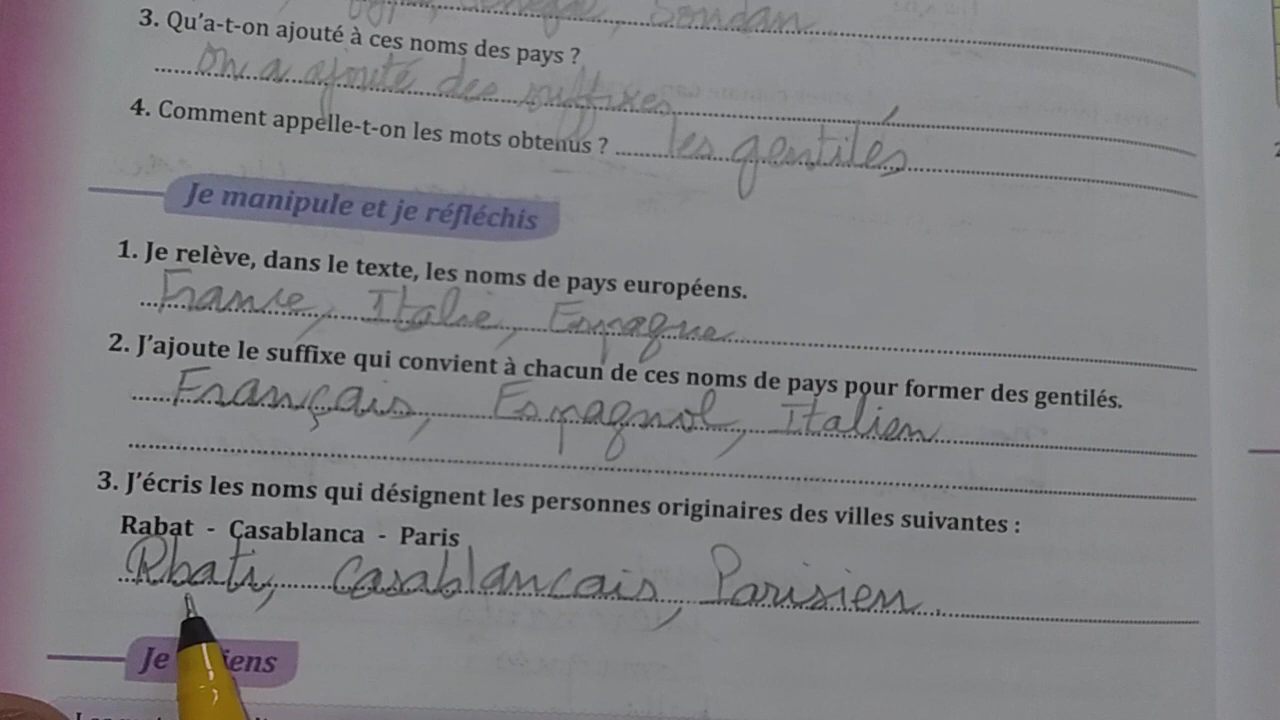 Soudan
3. Qu'a-t-on ajouté à ces noms des pays ?
on a ajouté des suffixes
4. Comment appelle-t-on les mots obtenus ? les gentilés
Je manipule et je réfléchis
1. Je relève, dans le texte, les noms de pays européens.
France, Italie, Espagne
2. J'ajoute le suffixe qui convient à chacun de ces noms de pays pour former des gentilés.
Français, Espagnol, Italien
3. J'écris les noms qui désignent les personnes originaires des villes suivantes :
Rabat - Casablanca - Paris
Rbati, Casablancais, Parisien.
Je iens